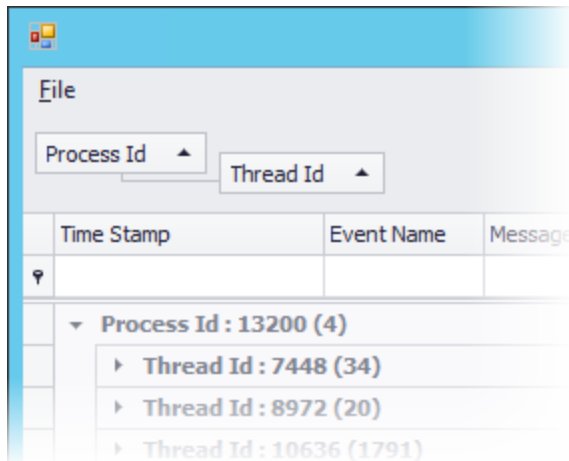 File
Process Id
Thread Id
Time Stamp Event Name Message
Process Id : 13200 (4)
Thread Id : 7448 (34)
Thread Id : 8972 (20)
Thread Id : 10636 (1791)